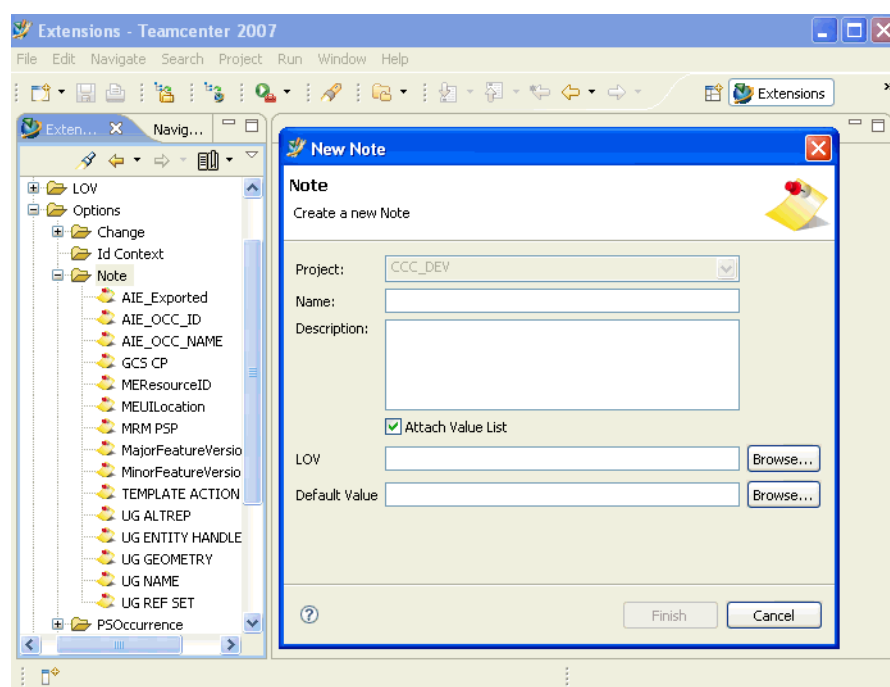 Extensions - Teamcenter 2007
File Edit Navigate Search Project Run Window Help
Extensions
Exten... Navig...
LOV
Options
Change
Id Context
Note
AIE_Exported
AIE_OCC_ID
AIE_OCC_NAME
GCS CP
MEResourceID
MEUILocation
MRM PSP
MajorFeatureVersio
MinorFeatureVersio
TEMPLATE ACTION
UG ALTREP
UG ENTITY HANDLE
UG GEOMETRY
UG NAME
UG REF SET
PSOccurrence
New Note
Note
Create a new Note
Project: CCC_DEV
Name:
Description:
Attach Value List
LOV Browse...
Default Value Browse...
? Finish Cancel